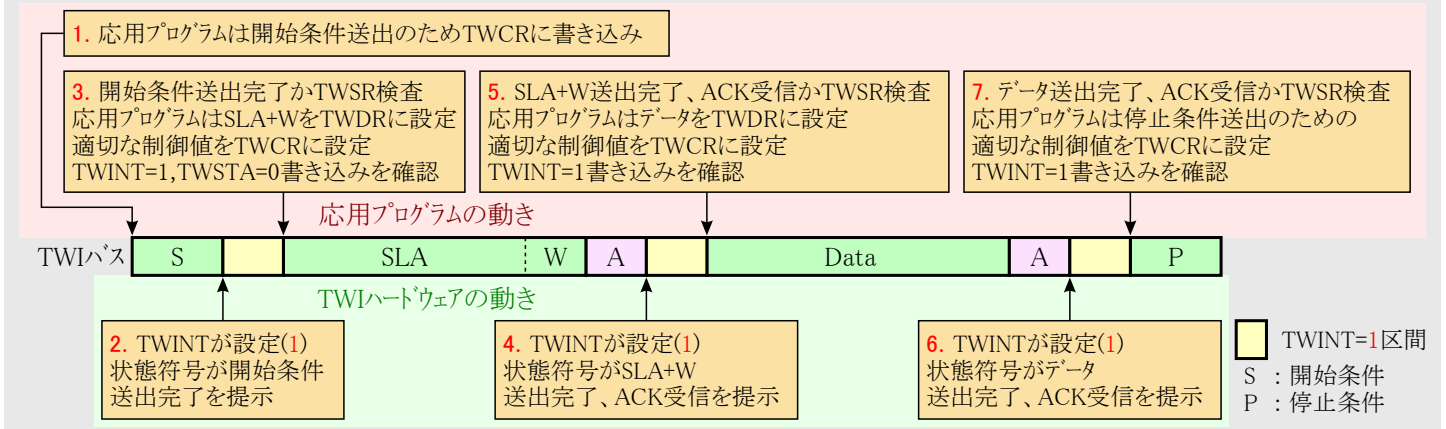 1. 応用プログラムは開始条件送出のためTWCRに書き込み
3. 開始条件送出完了かTWSR検査
応用プログラムはSLA+WをTWDRに設定
適切な制御値をTWCRに設定
TWINT=1,TWSTA=0書き込みを確認
5. SLA+W送出完了、ACK受信かTWSR検査
応用プログラムはデータをTWDRに設定
適切な制御値をTWCRに設定
TWINT=1書き込みを確認
7. データ送出完了、ACK受信かTWSR検査
応用プログラムは停止条件送出のための
適切な制御値をTWCRに設定
TWINT=1書き込みを確認
応用プログラムの動き
TWIバス S SLA W A Data A P
TWIハードウェアの動き
2. TWINTが設定(1)
状態符号が開始条件
送出完了を提示
4. TWINTが設定(1)
状態符号がSLA+W
送出完了、ACK受信を提示
6. TWINTが設定(1)
状態符号がデータ
送出完了、ACK受信を提示
TWINT=1区間
S : 開始条件
P : 停止条件